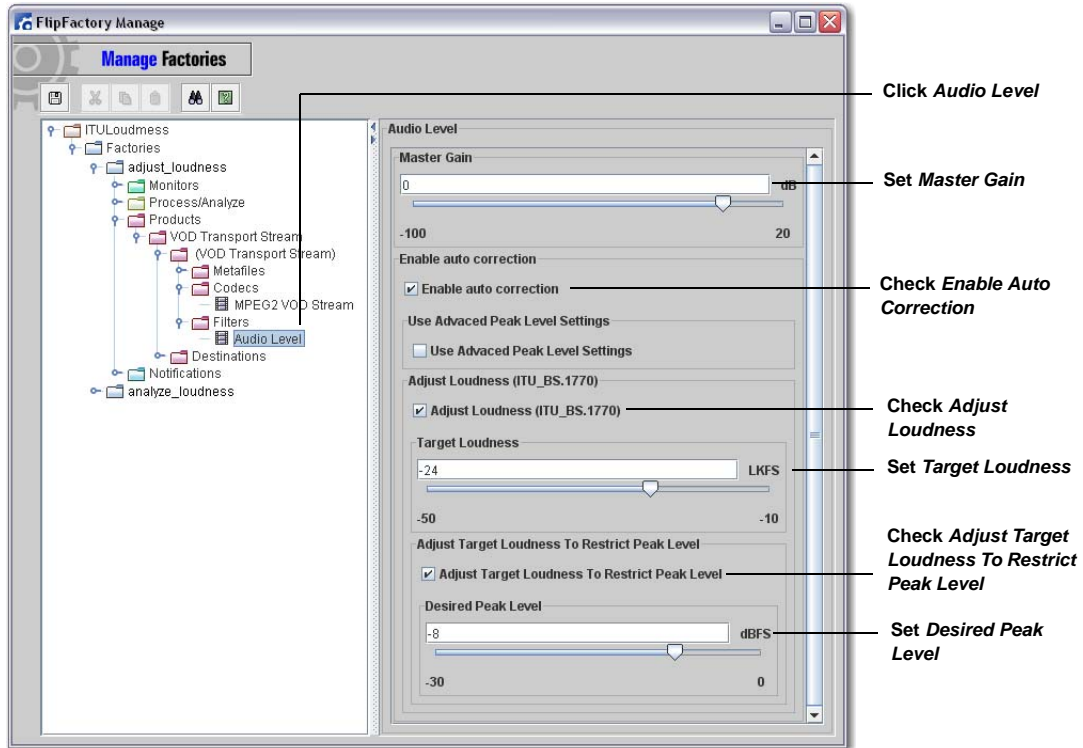 FlipFactory Manage
Manage Factories
ITULoudmess
Factories
adjust_loudness
Monitors
Process/Analyze
Products
VOD Transport Stream
(VOD Transport Stream)
Metafiles
Codecs
MPEG2 VOD Stream
Filters
Audio Level
Destinations
Notifications
analyze_loudness
Audio Level
Master Gain
0 dB
-100 20
Enable auto correction
Enable auto correction
Use Advaced Peak Level Settings
Use Advaced Peak Level Settings
Adjust Loudness (ITU_BS.1770)
Adjust Loudness (ITU_BS.1770)
Target Loudness
-24 LKFS
-50 -10
Adjust Target Loudness To Restrict Peak Level
Adjust Target Loudness To Restrict Peak Level
Desired Peak Level
-8 dBFS
-30 0
Click Audio Level
Set Master Gain
Check Enable Auto
Correction
Check Adjust
Loudness
Set Target Loudness
Check Adjust Target
Loudness To Restrict
Peak Level
Set Desired Peak
Level